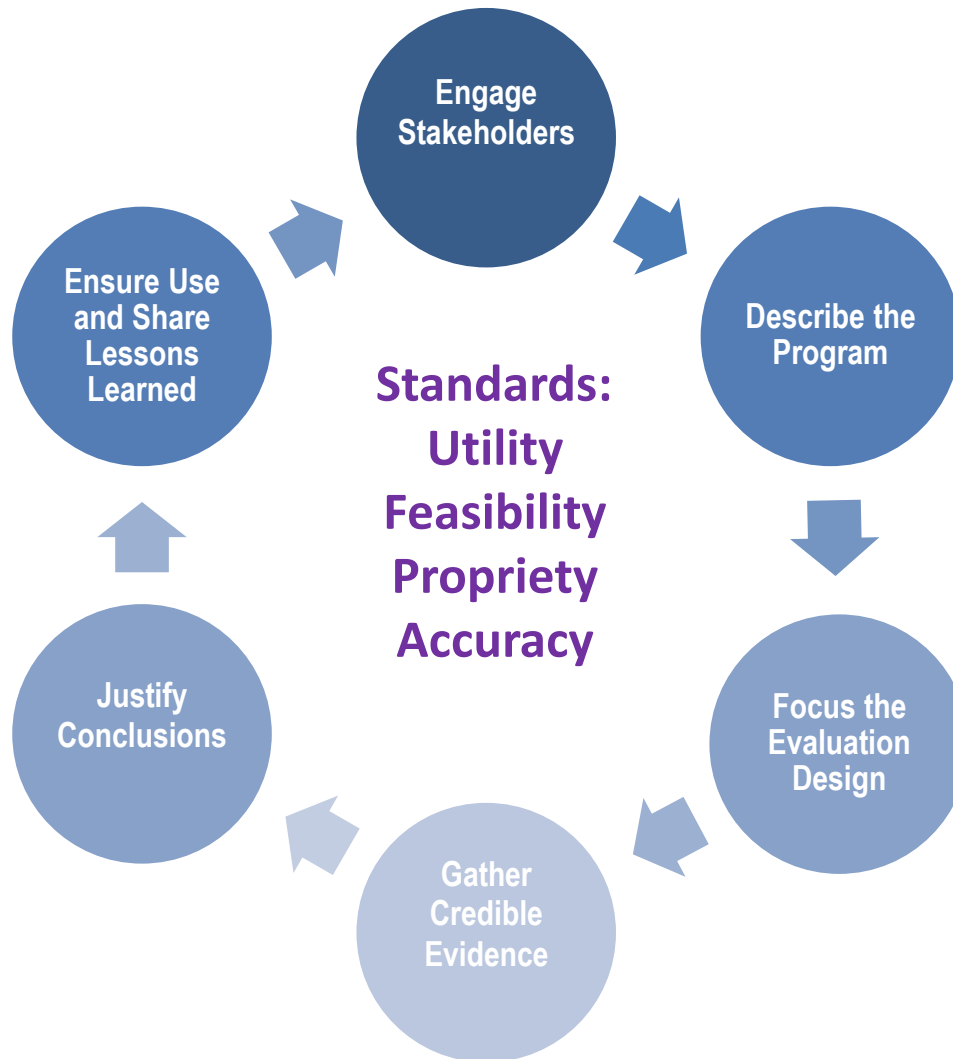 Engage
Stakeholders
Describe the
Program
Focus the
Evaluation
Design
Gather
Credible
Evidence
Justify
Conclusions
Ensure Use
and Share
Lessons
Learned
Standards:
Utility
Feasibility
Propriety
Accuracy